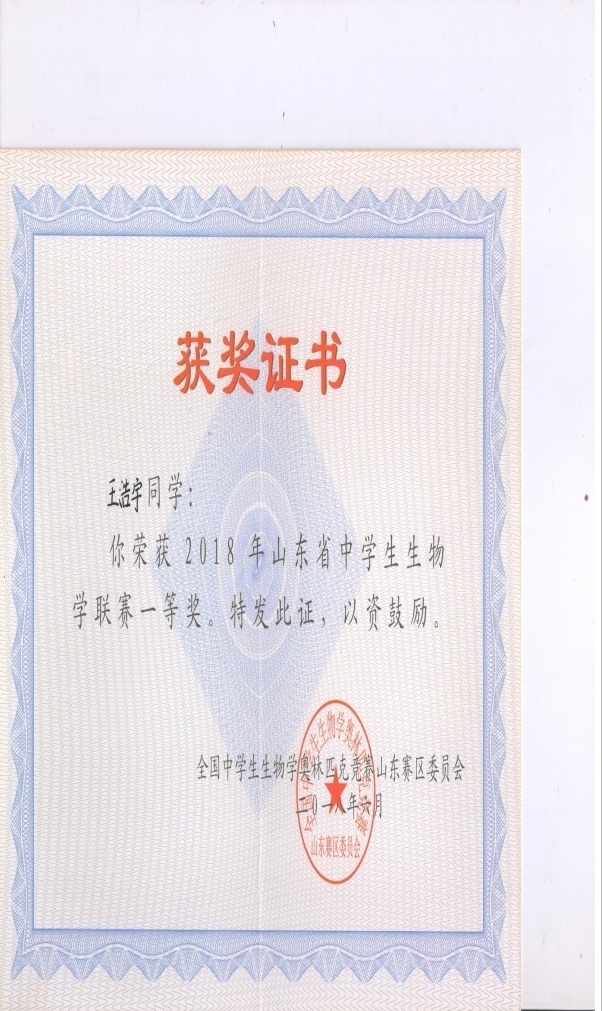 获奖证书
王浩宇同学：
你荣获 2018 年山东省中学生生物
学联赛一等奖。特发此证，以资鼓励。
全国中学生生物学奥林匹克竞赛山东赛区委员会
二0一八年六月
山东赛区委员会